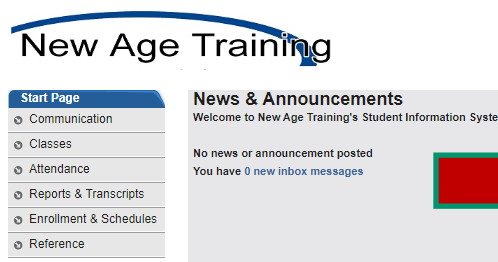 New Age Training
Start Page
Communication
Classes
Attendance
Reports & Transcripts
Enrollment & Schedules
Reference
News & Announcements
Welcome to New Age Training's Student Information Syste
No news or announcement posted
You have 0 new inbox messages